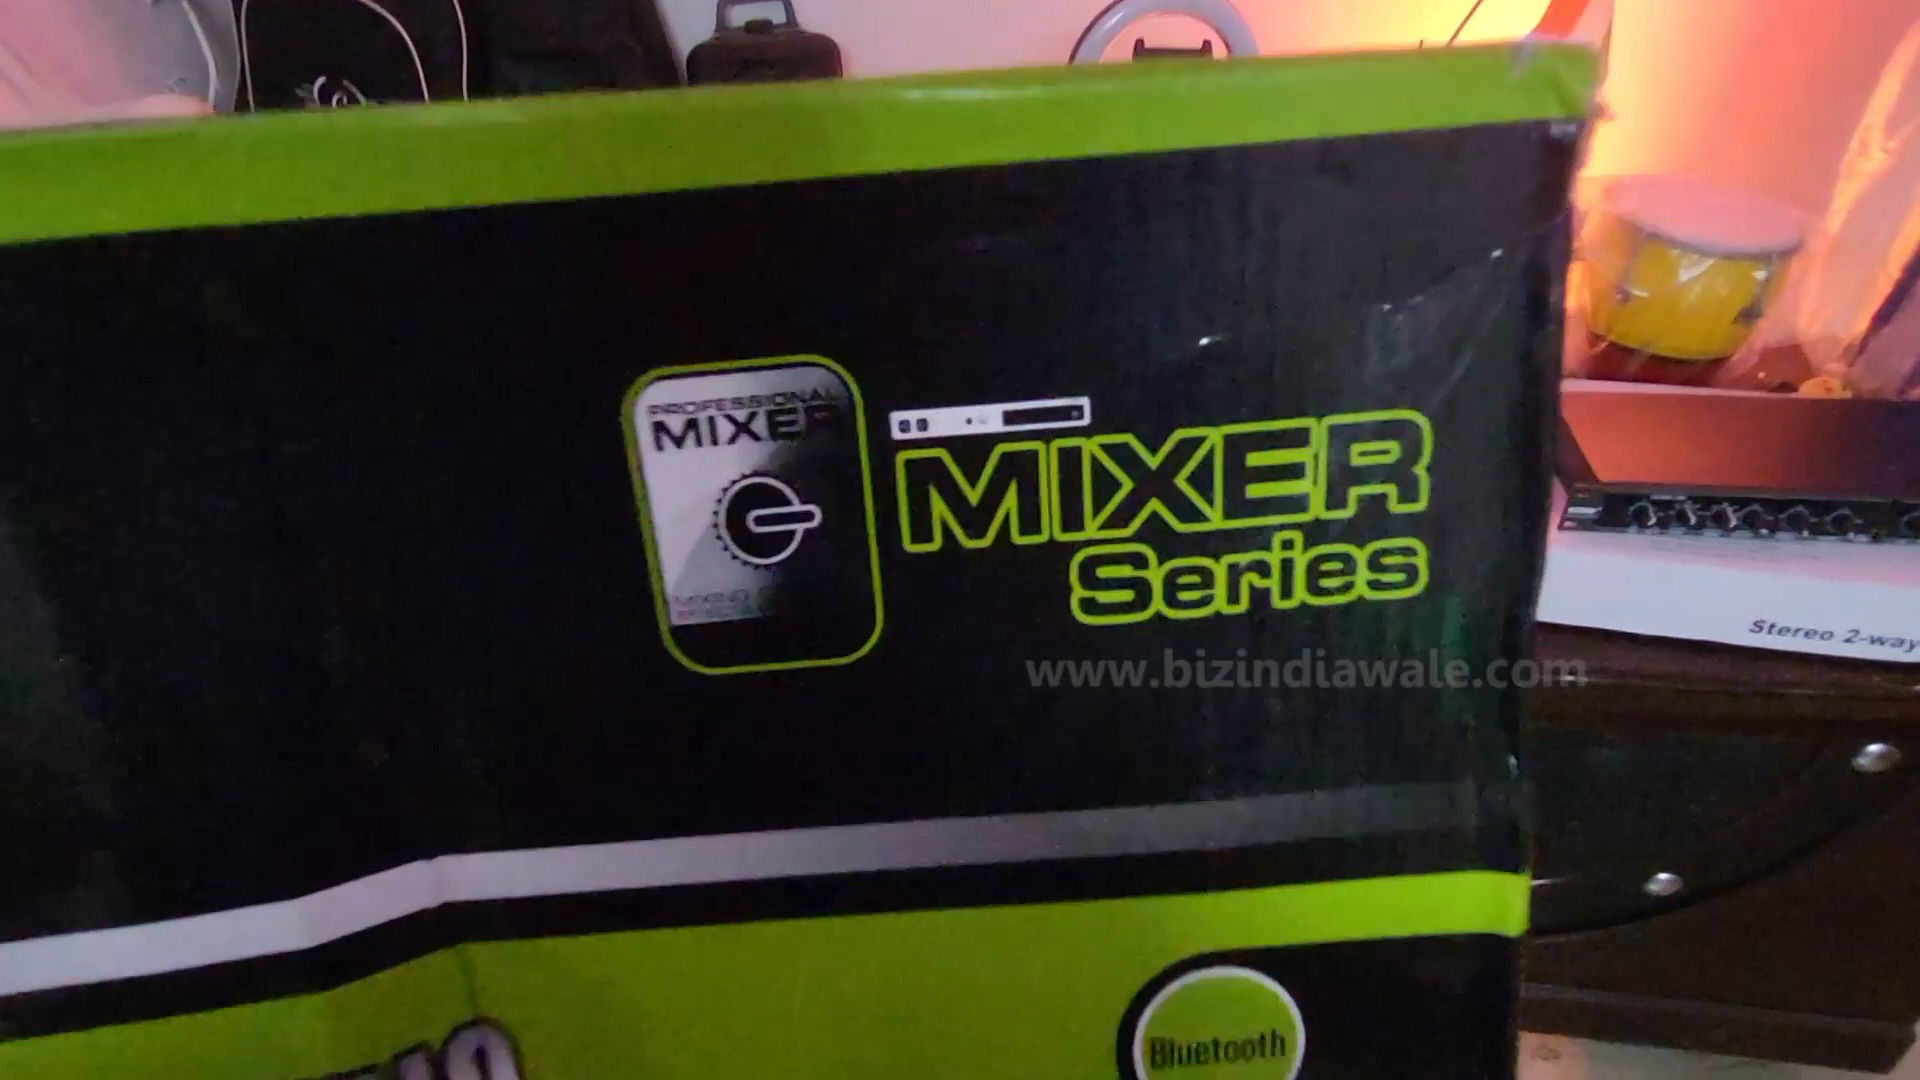 PROFESSIONAL
MIXER
MIXER
Series
www.bizindiawale.com
Stereo 2-way
Bluetooth